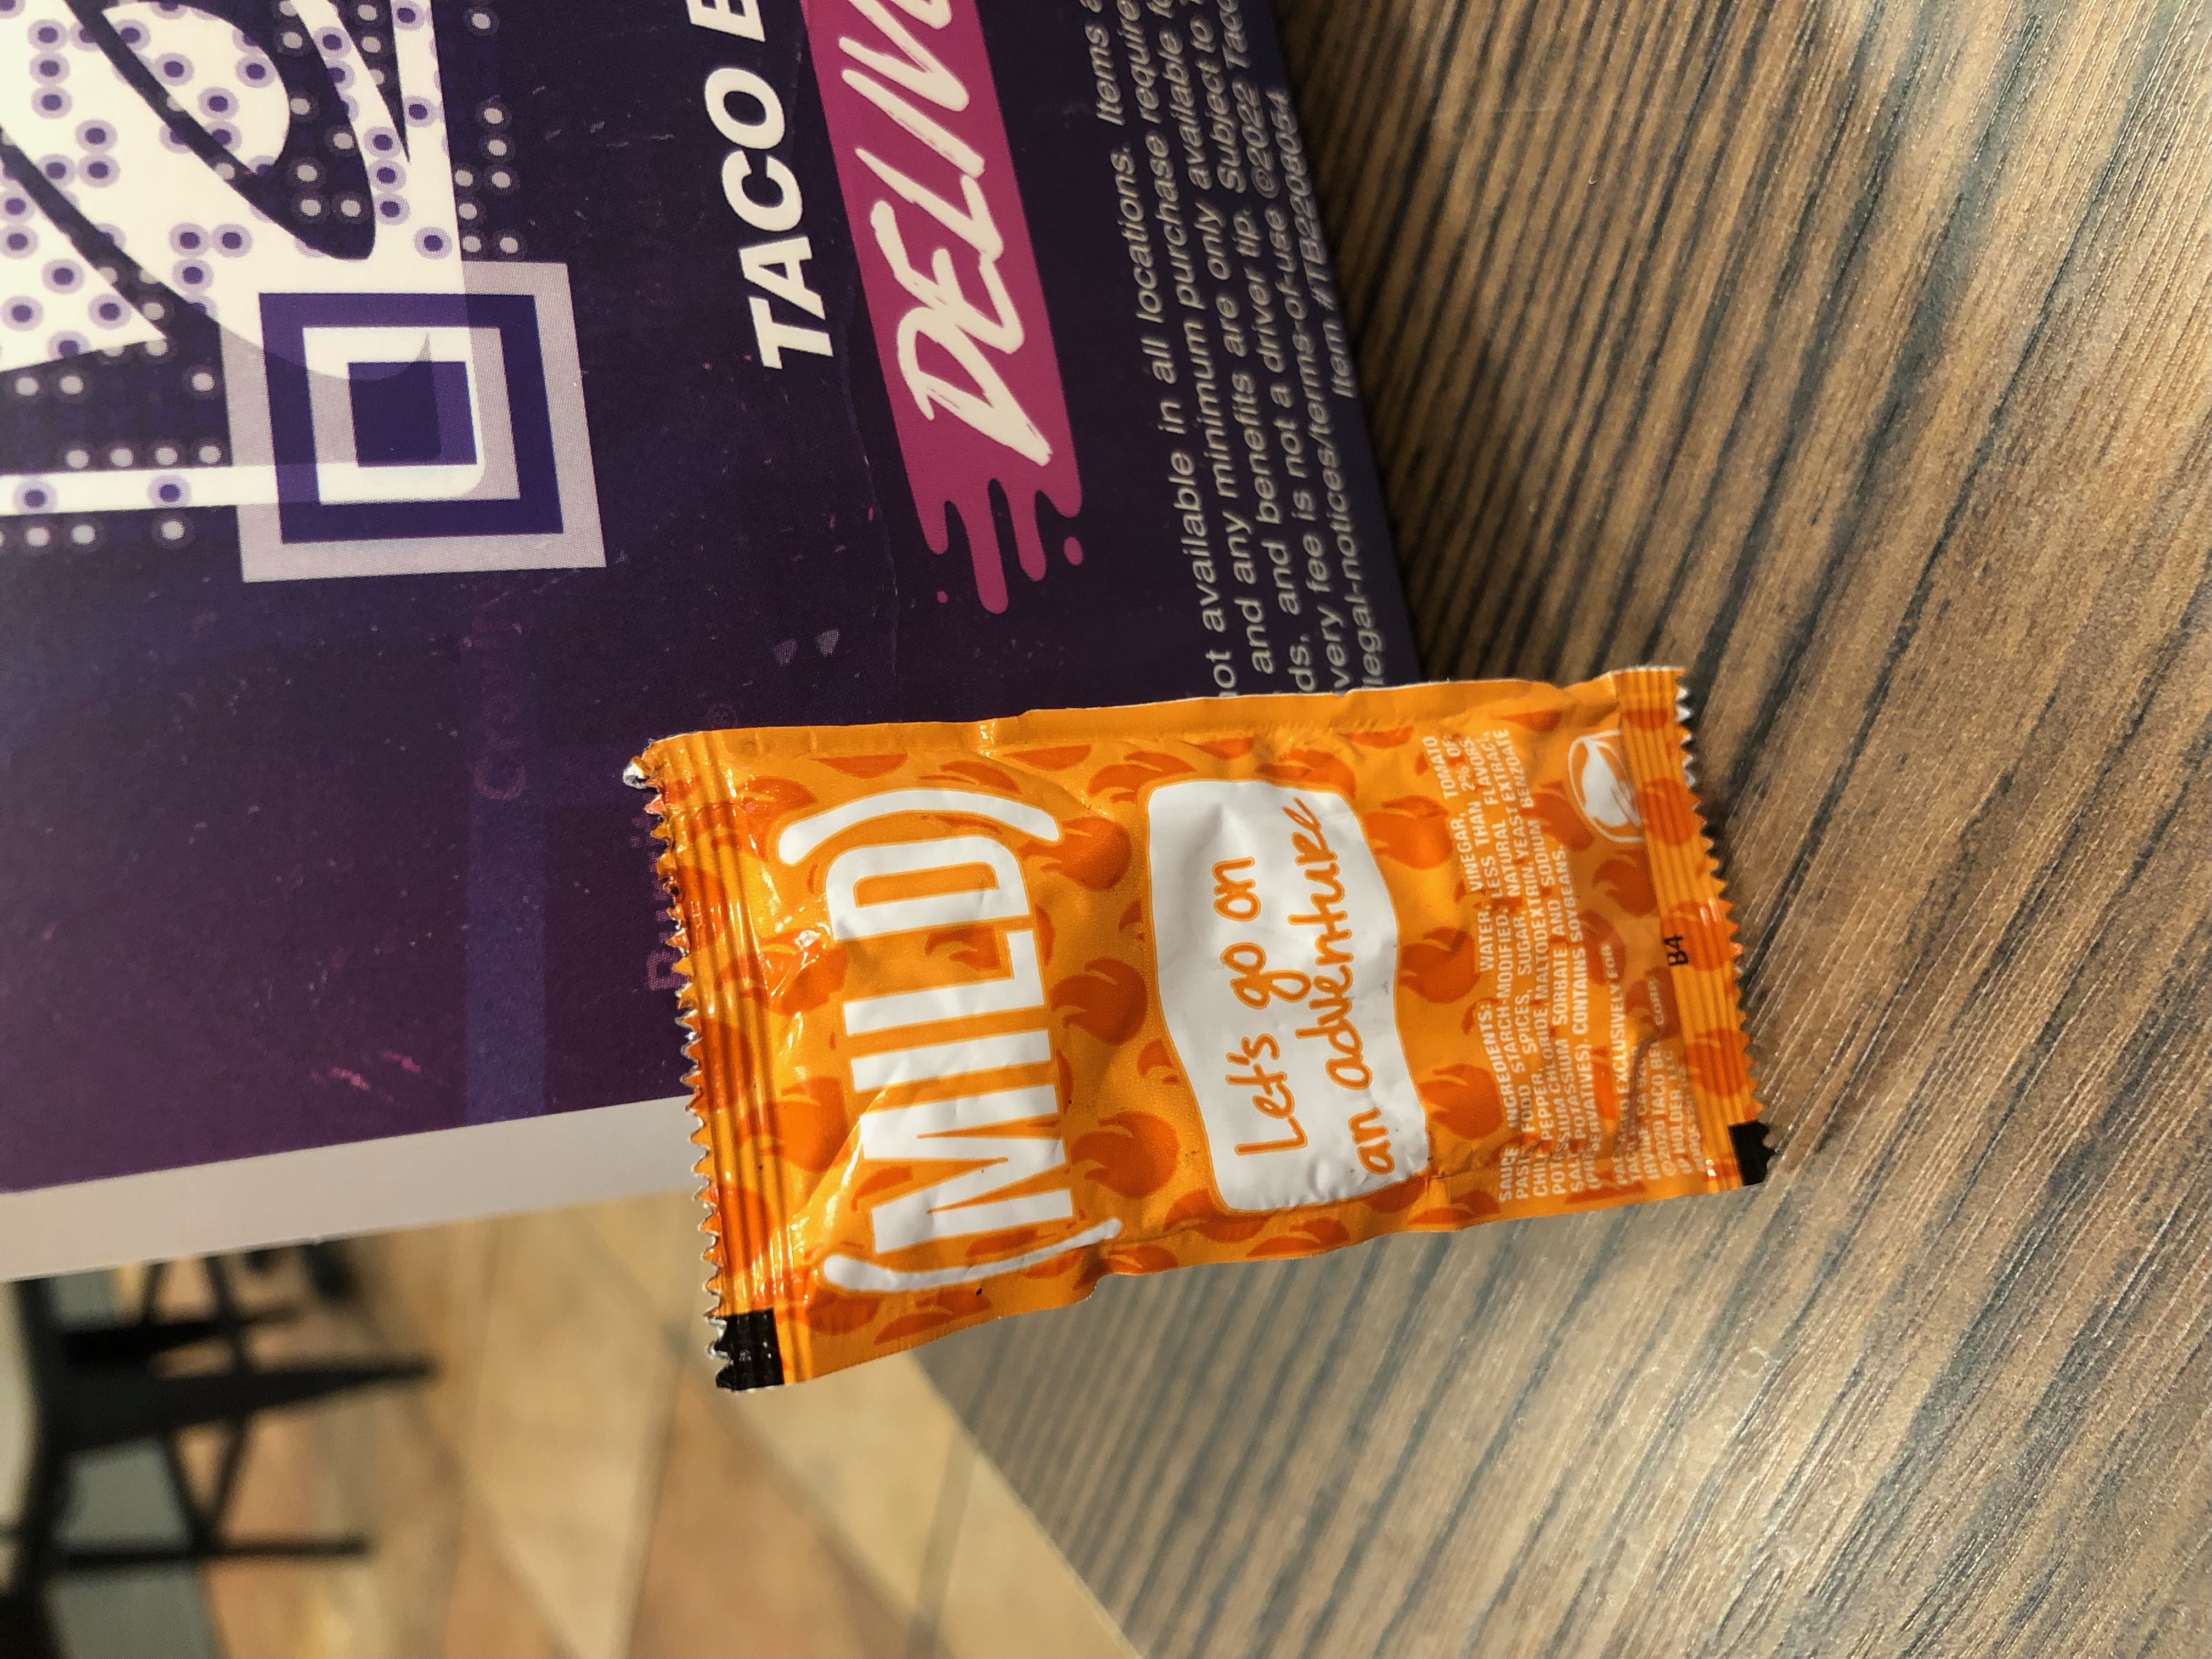 (MILD)
Let's go on
an adventure
SAUCE INGREDIENTS: WATER, VINEGAR, TOMATO
PASTE, FOOD STARCH-MODIFIED, LESS THAN 2% OF:
CHILI PEPPER, SPICES, SUGAR, NATURAL FLAVORS,
POTASSIUM CHLORIDE, MALTODEXTRIN, YEAST EXTRACT,
SALT, POTASSIUM SORBATE AND SODIUM BENZOATE
(PRESERVATIVES). CONTAINS SOYBEANS.
PACKAGED EXCLUSIVELY FOR
TACO
IRVINE, CA
©2020 TACO BELL CORP.
IP HOLDER, LLC
B4
TACO B
DELIVE
not available in all locations. Items a
and any minimum purchase require
ds, and benefits are only available f
very fee is not a driver tip. Subject to T
legal-notices/terms-of-use ©2022 Taco
Item #TB2208054